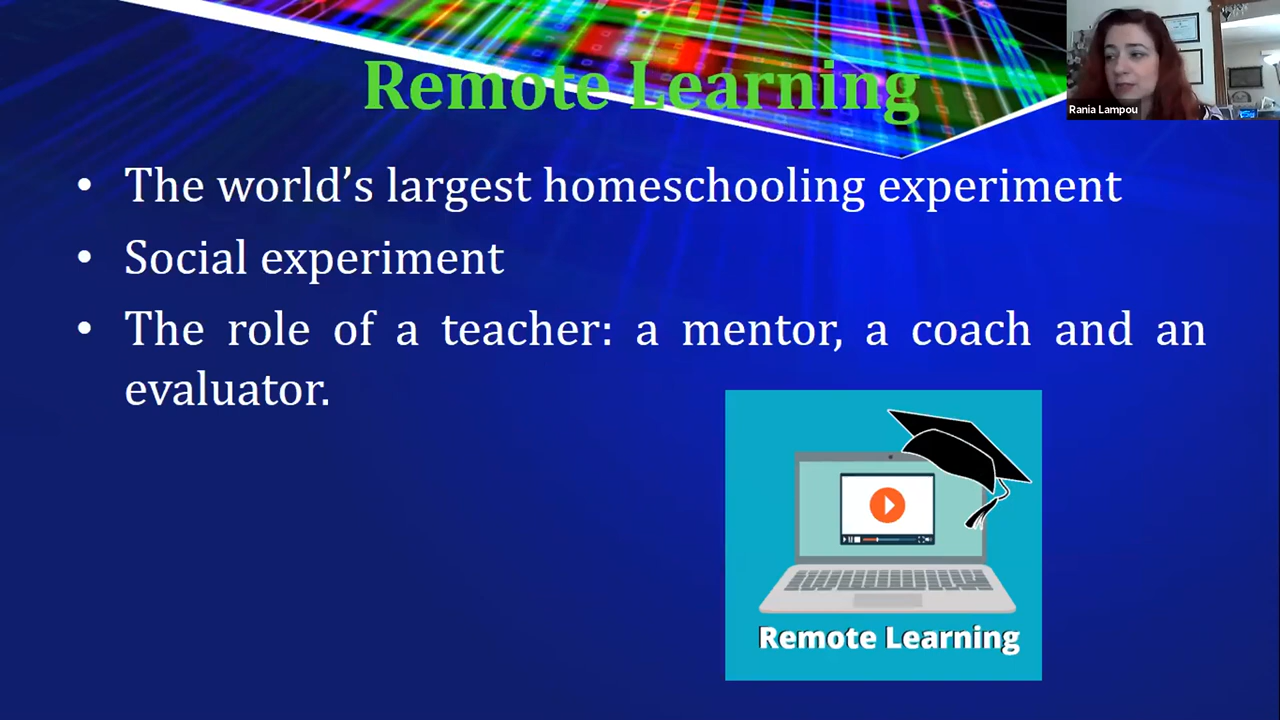 Remote Learning
Rania Lampou
• The world’s largest homeschooling experiment
• Social experiment
• The role of a teacher: a mentor, a coach and an
evaluator.
Remote Learning